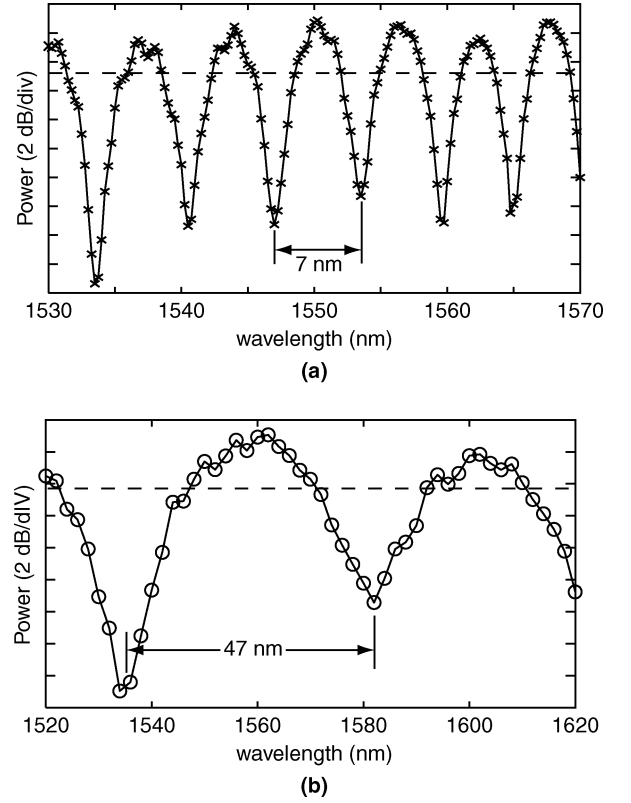 Power (2 dB/div)
7 nm
1530 1540 1550 1560 1570
wavelength (nm)
(a)
Power (2 dB/dIV)
47 nm
1520 1540 1560 1580 1600 1620
wavelength (nm)
(b)